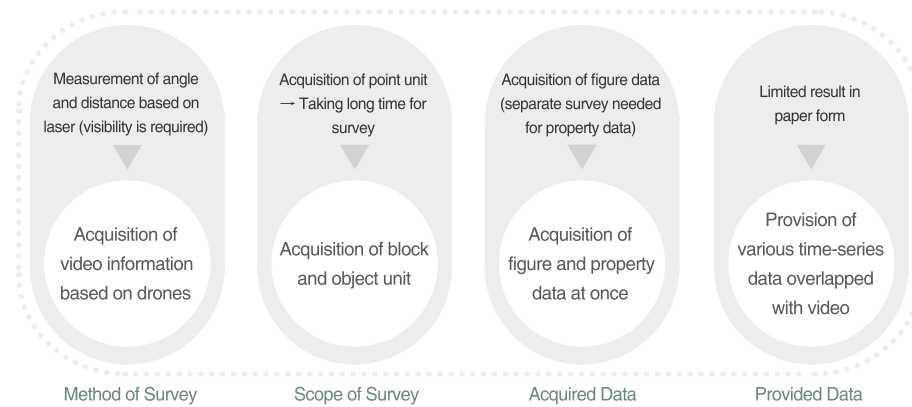 Measurement of angle
and distance based on
laser (visibility is required)
Acquisition of
video information
based on drones
Method of Survey
Acquisition of point unit
→ Taking long time for
survey
Acquisition of block
and object unit
Scope of Survey
Acquisition of figure data
(separate survey needed
for property data)
Acquisition of
figure and property
data at once
Acquired Data
Limited result in
paper form
Provision of
various time-series
data overlapped
with video
Provided Data